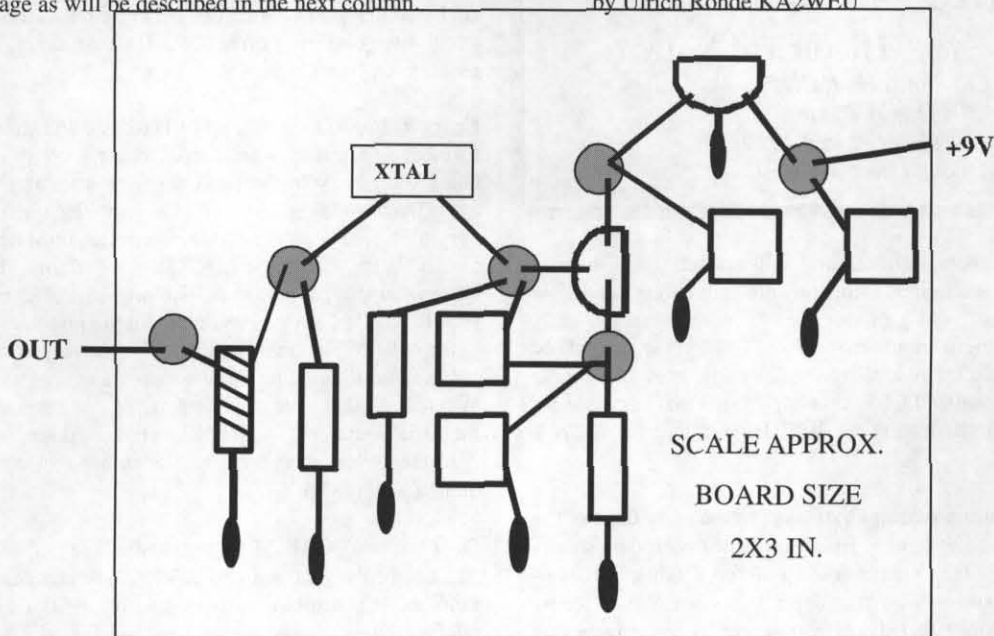 age as will be described in the next column.
by Ulrich Rohde KA2WEU
+9V
XTAL
OUT
SCALE APPROX.
BOARD SIZE
2X3 IN.